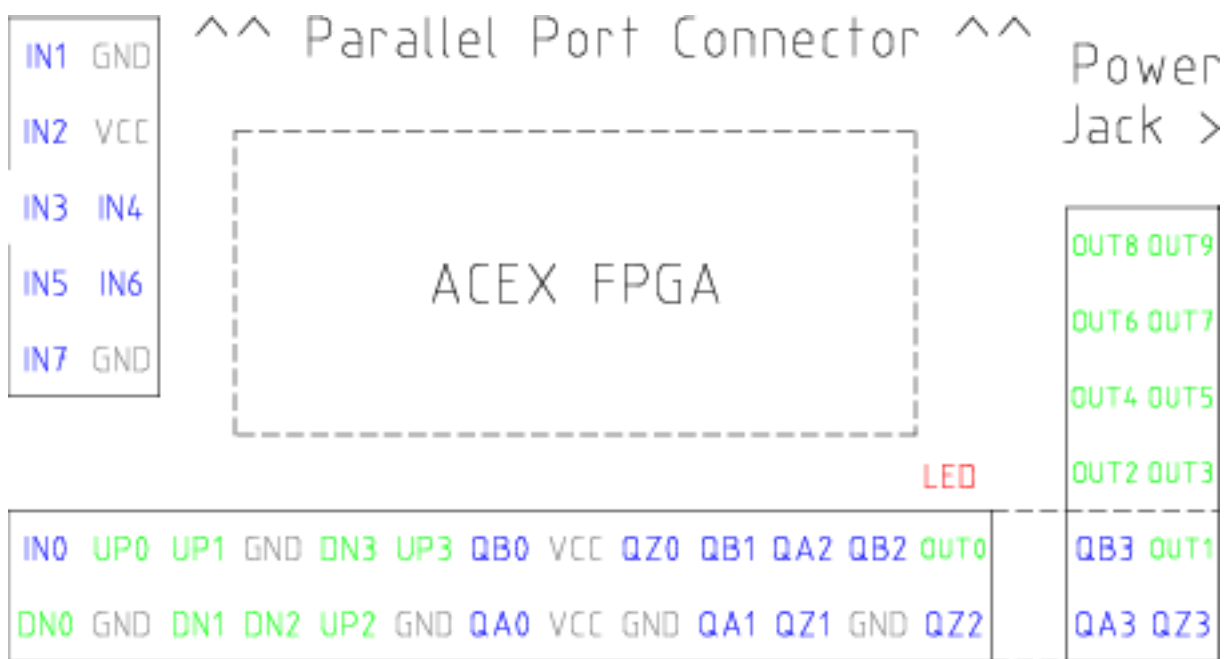 ^^ Parallel Port Connector ^^
Power
Jack >
IN1 GND
IN2 VCC
IN3 IN4
IN5 IN6
IN7 GND
ACEX FPGA
OUT8 OUT9
OUT6 OUT7
OUT4 OUT5
OUT2 OUT3
LED
IN0 UP0 UP1 GND DN3 UP3 QB0 VCC QZ0 QB1 QA2 QB2 OUT0
DN0 GND DN1 DN2 UP2 GND QA0 VCC GND QA1 QZ1 GND QZ2
QB3 OUT1
QA3 QZ3